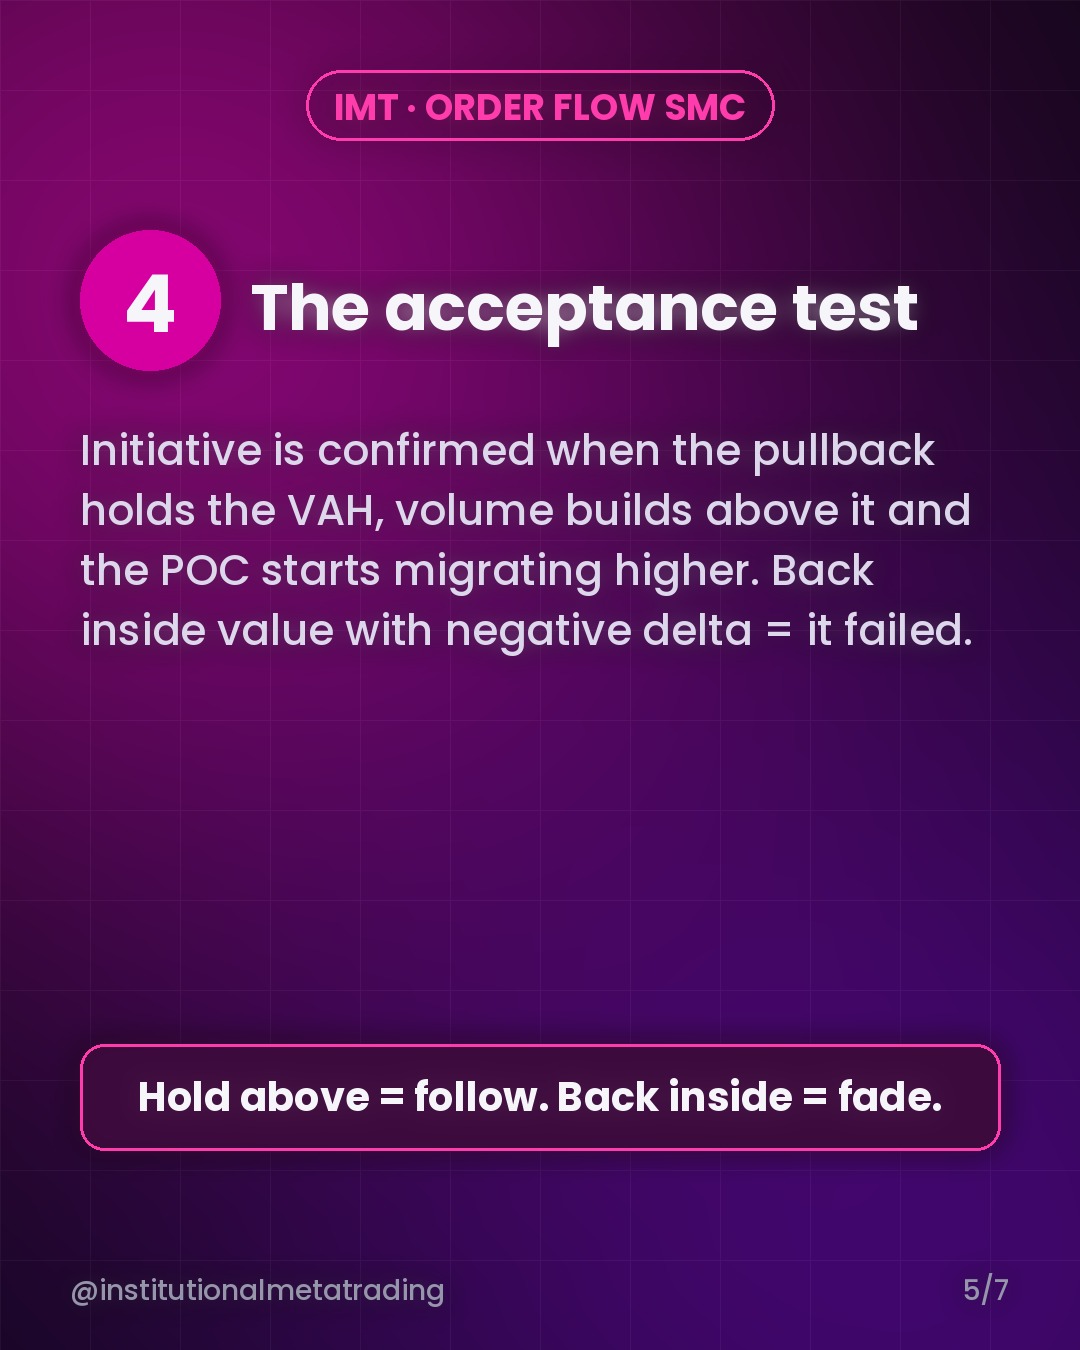 IMT · ORDER FLOW SMC
4
The acceptance test
Initiative is confirmed when the pullback
holds the VAH, volume builds above it and
the POC starts migrating higher. Back
inside value with negative delta = it failed.
Hold above = follow. Back inside = fade.
@institutionalmetatrading
5/7